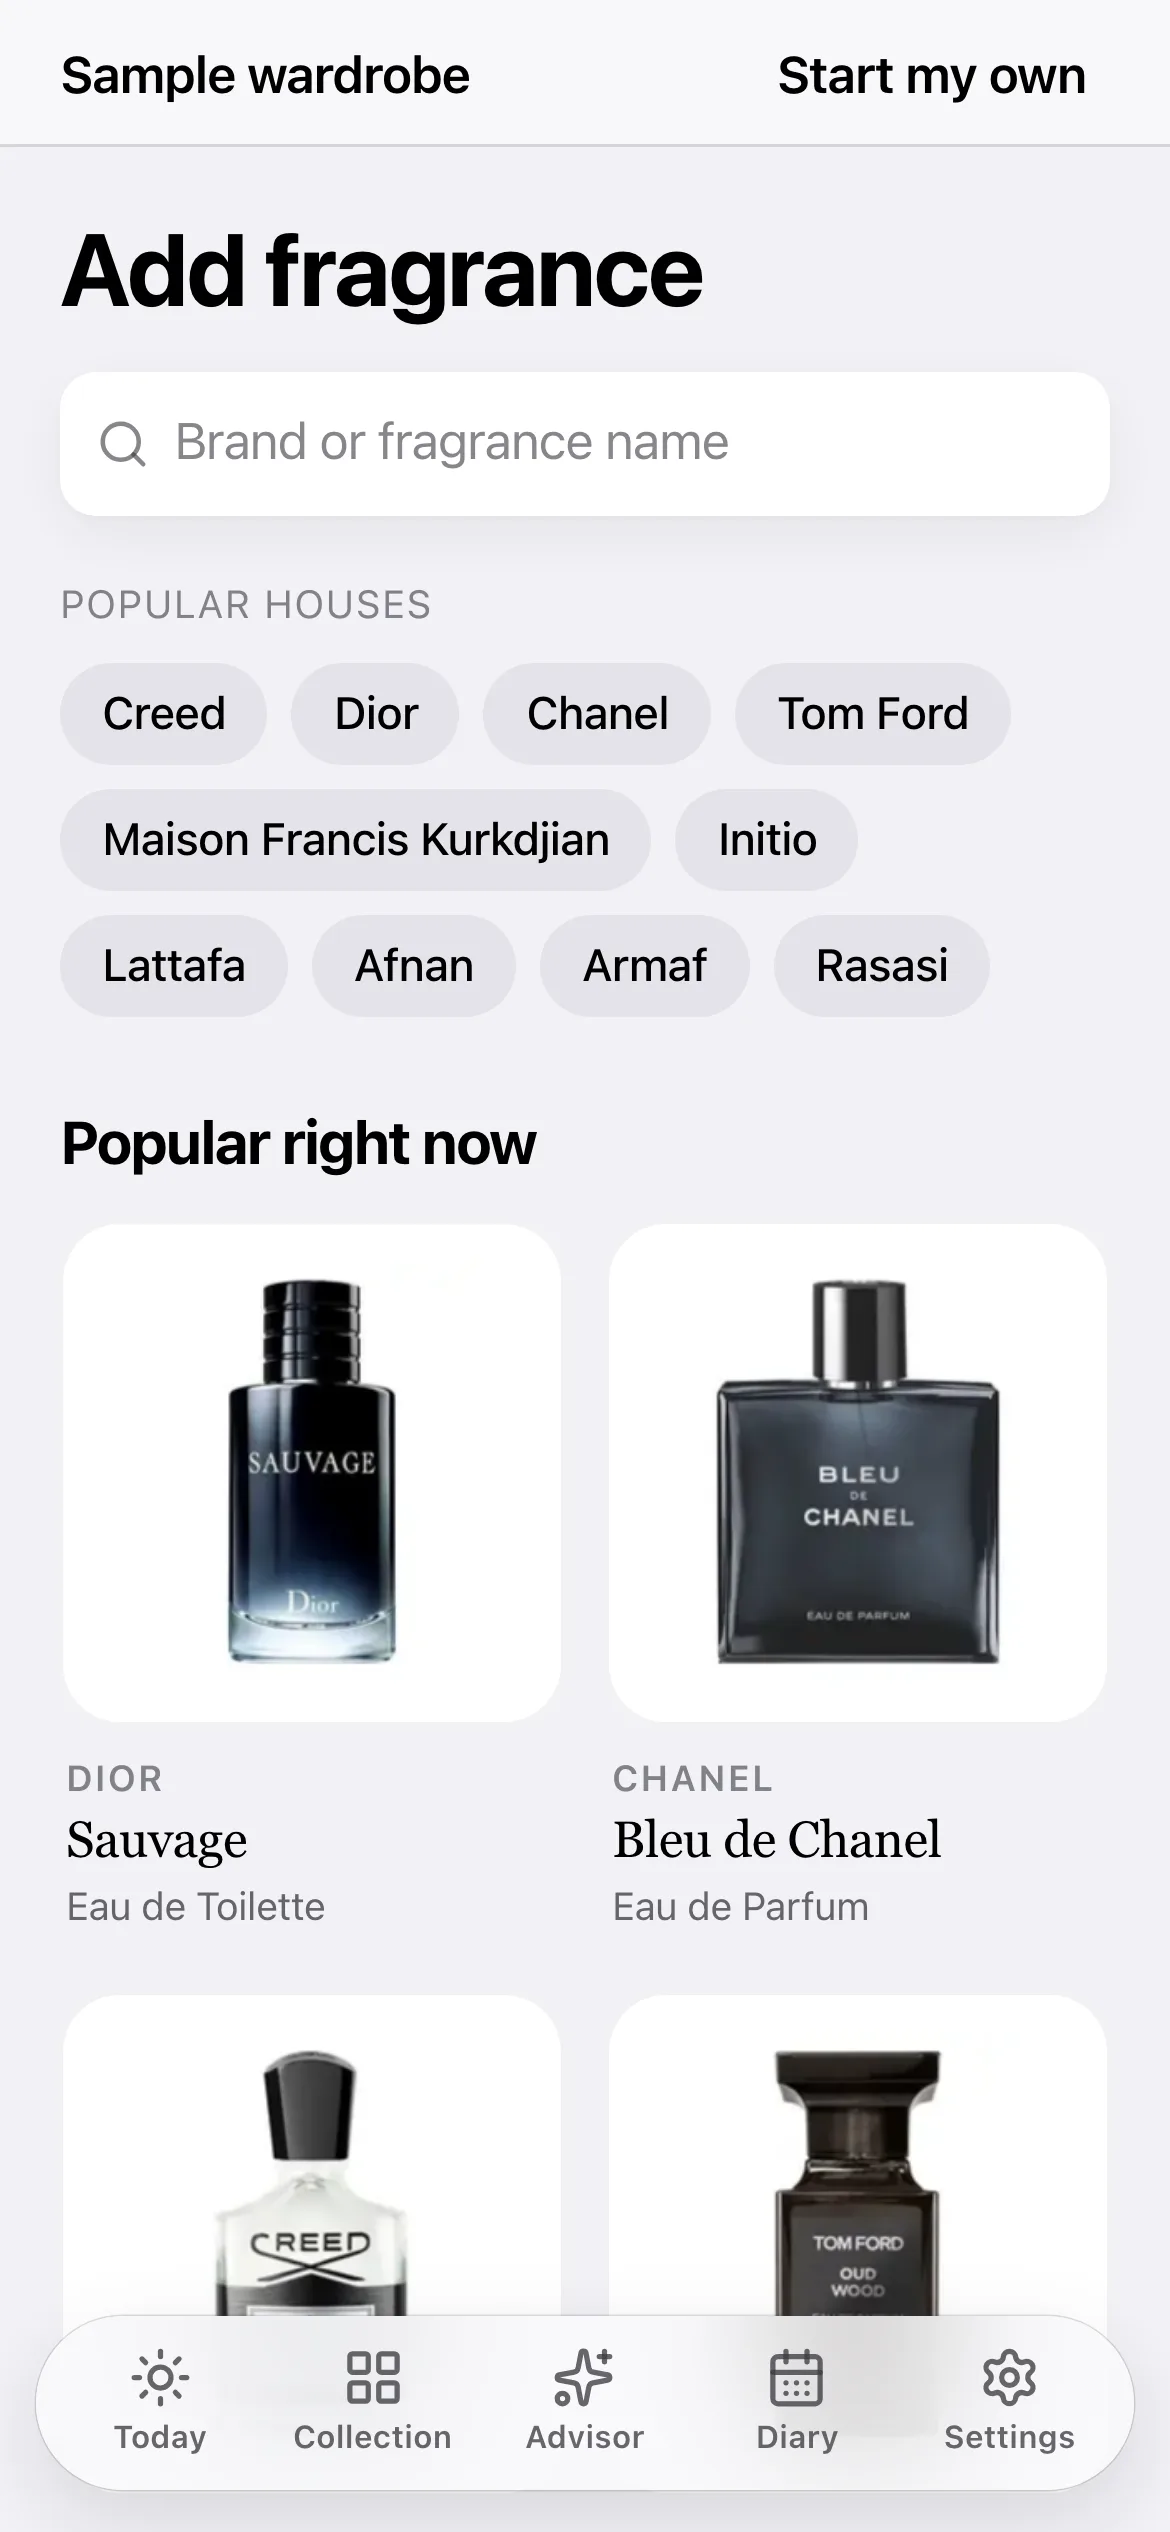 Sample wardrobe
Start my own
Add fragrance
Brand or fragrance name
POPULAR HOUSES
Creed
Dior
Chanel
Tom Ford
Maison Francis Kurkdjian
Initio
Lattafa
Afnan
Armaf
Rasasi
Popular right now
SAUVAGE
Dior
BLEU
DE
CHANEL
EAU DE PARFUM
DIOR
Sauvage
Eau de Toilette
CHANEL
Bleu de Chanel
Eau de Parfum
CREED
TOM FORD
OUD
WOOD
Today
Collection
Advisor
Diary
Settings